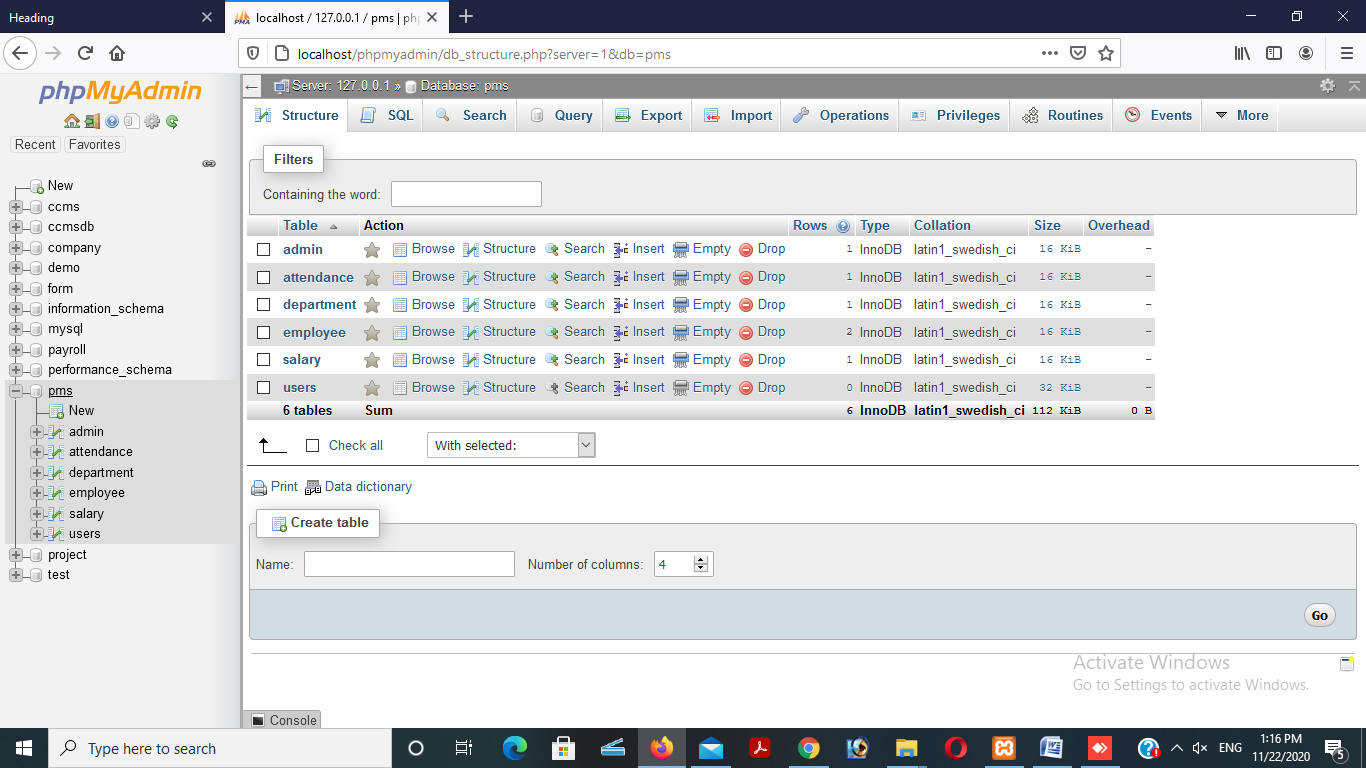 Heading
localhost / 127.0.0.1 / pms | ph
localhost/phpmyadmin/db_structure.php?server=1&db=pms
phpMyAdmin
Recent Favorites
New
ccms
ccmsdb
company
demo
form
information_schema
mysql
payroll
performance_schema
pms
New
admin
attendance
department
employee
salary
users
project
test
Server: 127.0.0.1 » Database: pms
Structure SQL Search Query Export Import Operations Privileges Routines Events More
Filters
Containing the word:
Table Action Rows Type Collation Size Overhead
admin Browse Structure Search Insert Empty Drop 1 InnoDB latin1_swedish_ci 16 KiB -
attendance Browse Structure Search Insert Empty Drop 1 InnoDB latin1_swedish_ci 16 KiB -
department Browse Structure Search Insert Empty Drop 1 InnoDB latin1_swedish_ci 16 KiB -
employee Browse Structure Search Insert Empty Drop 2 InnoDB latin1_swedish_ci 16 KiB -
salary Browse Structure Search Insert Empty Drop 1 InnoDB latin1_swedish_ci 16 KiB -
users Browse Structure Search Insert Empty Drop 0 InnoDB latin1_swedish_ci 32 KiB -
6 tables Sum 6 InnoDB latin1_swedish_ci 112 KiB 0 B
Check all With selected:
Print Data dictionary
Create table
Name: Number of columns: 4
Go
Activate Windows
Go to Settings to activate Windows.
Console
Type here to search
ENG
1:16 PM
11/22/2020
5